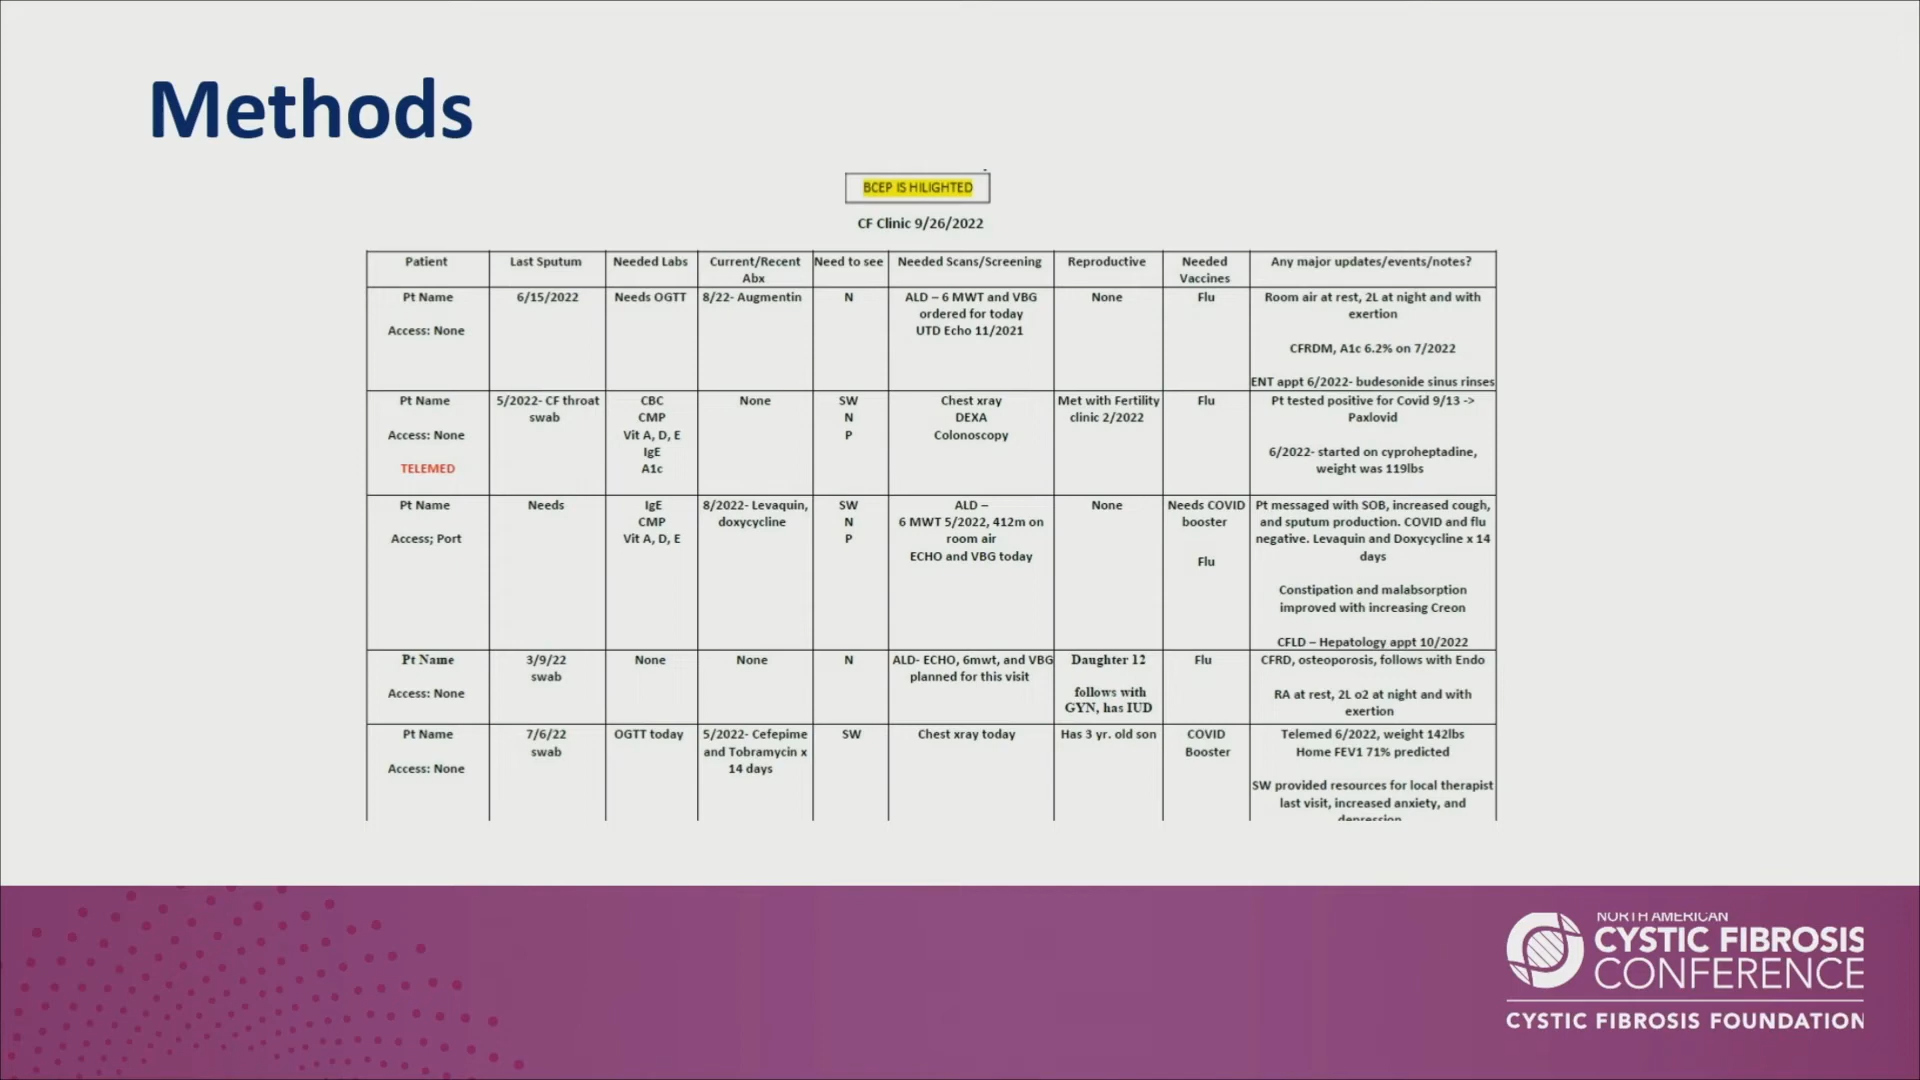 Methods
BCEP IS HILIGHTED
CF Clinic 9/26/2022
Patient
Last Sputum
Needed Labs
Current/Recent
Abx
Need to see
Needed Scans/Screening
Reproductive
Needed
Vaccines
Any major updates/events/notes?
Pt Name
Access: None
6/15/2022
Needs OGTT
8/22- Augmentin
N
ALD – 6 MWT and VBG
ordered for today
UTD Echo 11/2021
None
Flu
Room air at rest, 2L at night and with
exertion
CFRDM, A1c 6.2% on 7/2022
ENT appt 6/2022- budesonide sinus rinses
Pt Name
Access: None
TELEMED
5/2022- CF throat
swab
CBC
CMP
Vit A, D, E
IgE
A1c
None
SW
N
P
Chest xray
DEXA
Colonoscopy
Met with Fertility
clinic 2/2022
Flu
Pt tested positive for Covid 9/13 ->
Paxlovid
6/2022- started on cyproheptadine,
weight was 119lbs
Pt Name
Access; Port
Needs
IgE
CMP
Vit A, D, E
8/2022- Levaquin,
doxycycline
SW
N
P
ALD –
6 MWT 5/2022, 412m on
room air
ECHO and VBG today
None
Needs COVID
booster
Flu
Pt messaged with SOB, increased cough,
and sputum production. COVID and flu
negative. Levaquin and Doxycycline x 14
days
Constipation and malabsorption
improved with increasing Creon
CFLD – Hepatology appt 10/2022
Pt Name
Access: None
3/9/22
swab
None
None
N
ALD- ECHO, 6mwt, and VBG
planned for this visit
Daughter 12
follows with
GYN, has IUD
Flu
CFRD, osteoporosis, follows with Endo
RA at rest, 2L o2 at night and with
exertion
Pt Name
Access: None
7/6/22
swab
OGTT today
5/2022- Cefepime
and Tobramycin x
14 days
SW
Chest xray today
Has 3 yr. old son
COVID
Booster
Telemed 6/2022, weight 142lbs
Home FEV1 71% predicted
SW provided resources for local therapist
last visit, increased anxiety, and
depression
NORTH AMERICAN
CYSTIC FIBROSIS
CONFERENCE
CYSTIC FIBROSIS FOUNDATION